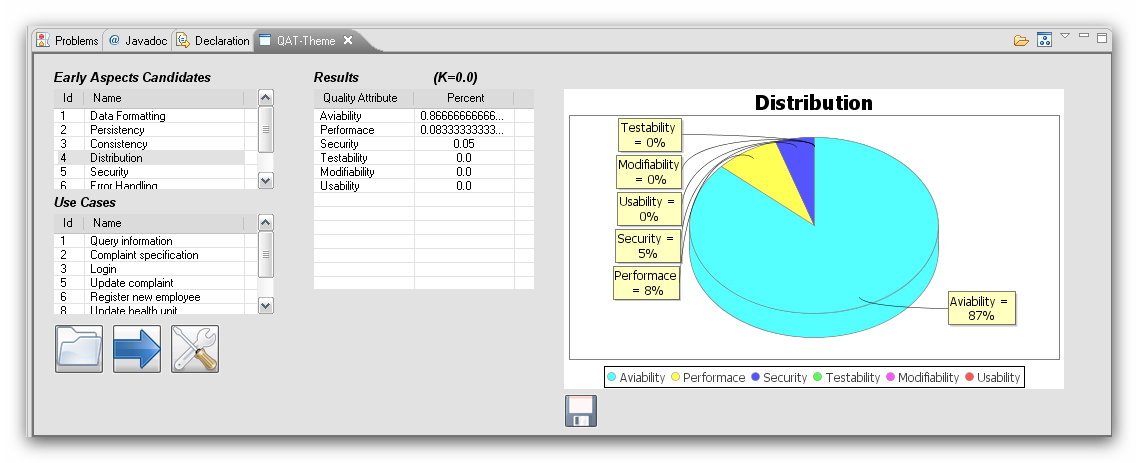 Problems @ Javadoc Declaration QAT-Theme
Early Aspects Candidates
Id Name
1 Data Formatting
2 Persistency
3 Consistency
4 Distribution
5 Security
6 Error Handling
Use Cases
Id Name
1 Query information
2 Complaint specification
3 Login
5 Update complaint
6 Register new employee
8 Update health unit
Results (K=0.0)
Quality Attribute Percent
Aviability 0.86666666666...
Performace 0.08333333333...
Security 0.05
Testability 0.0
Modifiability 0.0
Usability 0.0
Distribution
Testability
= 0%
Modifiability
= 0%
Usability =
0%
Security =
5%
Performace
= 8%
Aviability =
87%
Aviability Performace Security Testability Modifiability Usability